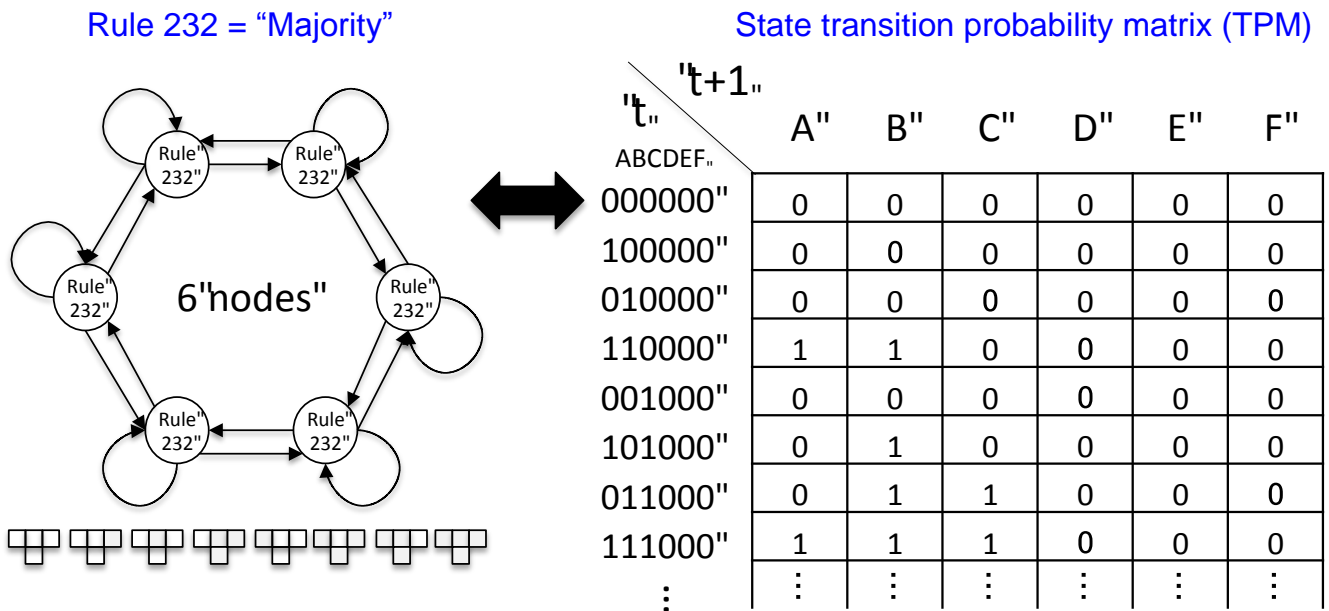 Rule 232 = “Majority”
State transition probability matrix (TPM)
Rule"
232"
Rule"
232"
Rule"
232"
Rule"
232"
Rule"
232"
Rule"
232"
6"nodes"
"t+1"
"t"
ABCDEF"
A" B" C" D" E" F"
000000" 0 0 0 0 0 0
100000" 0 0 0 0 0 0
010000" 0 0 0 0 0 0
110000" 1 1 0 0 0 0
001000" 0 0 0 0 0 0
101000" 0 1 0 0 0 0
011000" 0 1 1 0 0 0
111000" 1 1 1 0 0 0
⋮ ⋮ ⋮ ⋮ ⋮ ⋮ ⋮